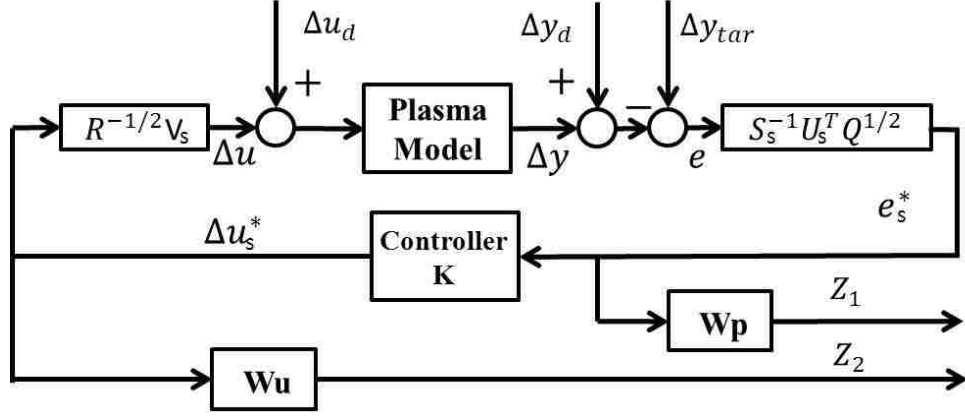 Δu_d
Δy_d
Δy_tar
+
+
−
R^{-1/2}V_s
Plasma
Model
S_s^{-1}U_s^T Q^{1/2}
Δu
Δy
e
e_s^*
Δu_s^*
Controller
K
Z_1
Wp
Z_2
Wu